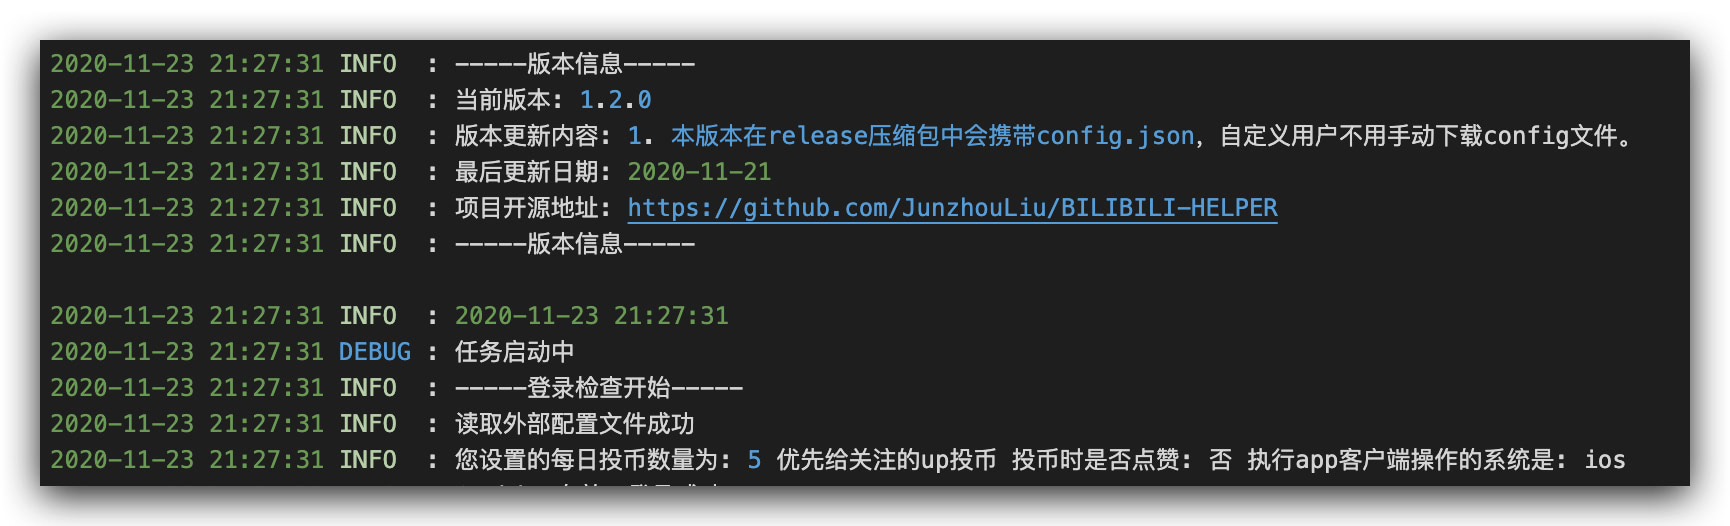 2020-11-23 21:27:31 INFO  : -----版本信息-----
2020-11-23 21:27:31 INFO  : 当前版本: 1.2.0
2020-11-23 21:27:31 INFO  : 版本更新内容: 1. 本版本在release压缩包中会携带config.json，自定义用户不用手动下载config文件。
2020-11-23 21:27:31 INFO  : 最后更新日期: 2020-11-21
2020-11-23 21:27:31 INFO  : 项目开源地址: https://github.com/JunzhouLiu/BILIBILI-HELPER
2020-11-23 21:27:31 INFO  : -----版本信息-----
2020-11-23 21:27:31 INFO  : 2020-11-23 21:27:31
2020-11-23 21:27:31 DEBUG : 任务启动中
2020-11-23 21:27:31 INFO  : -----登录检查开始-----
2020-11-23 21:27:31 INFO  : 读取外部配置文件成功
2020-11-23 21:27:31 INFO  : 您设置的每日投币数量为: 5 优先给关注的up投币 投币时是否点赞: 否 执行app客户端操作的系统是: ios